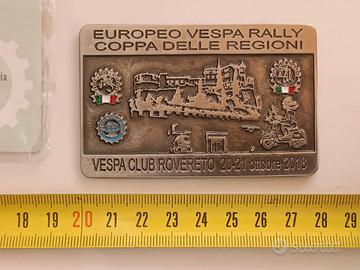 EUROPEO VESPA RALLY
COPPA DELLE REGIONI
VESPA CLUB ROVERETO 20-21 ottobre 2018
18 19 20 21 22 23 24 25 26 27 28 29
subito